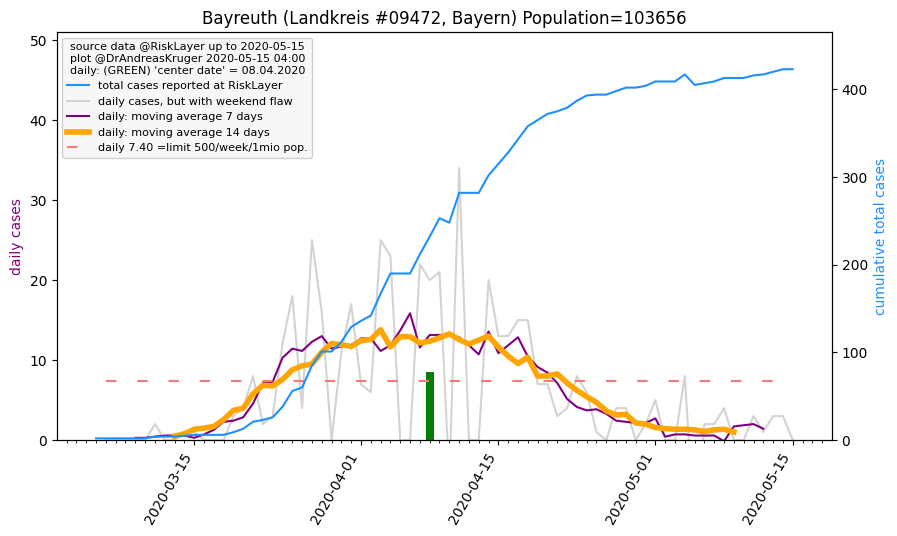 Bayreuth (Landkreis #09472, Bayern) Population=103656
source data @RiskLayer up to 2020-05-15
plot @DrAndreasKruger 2020-05-15 04:00
daily: (GREEN) 'center date' = 08.04.2020
total cases reported at RiskLayer
daily cases, but with weekend flaw
daily: moving average 7 days
daily: moving average 14 days
daily 7.40 =limit 500/week/1mio pop.
daily cases
50
40
30
20
10
0
cumulative total cases
400
300
200
100
0
2020-03-15
2020-04-01
2020-04-15
2020-05-01
2020-05-15